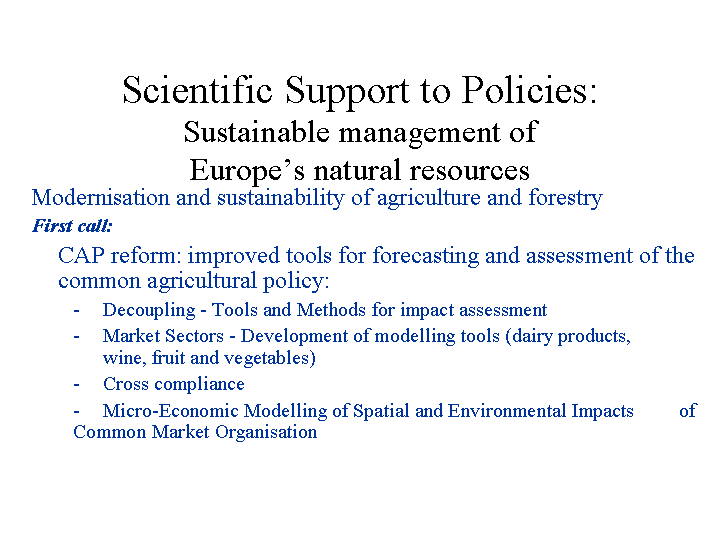 Scientific Support to Policies:
Sustainable management of
Europe’s natural resources
Modernisation and sustainability of agriculture and forestry
First call:
CAP reform: improved tools for forecasting and assessment of the
common agricultural policy:
- Decoupling - Tools and Methods for impact assessment
- Market Sectors - Development of modelling tools (dairy products,
wine, fruit and vegetables)
- Cross compliance
- Micro-Economic Modelling of Spatial and Environmental Impacts of
Common Market Organisation